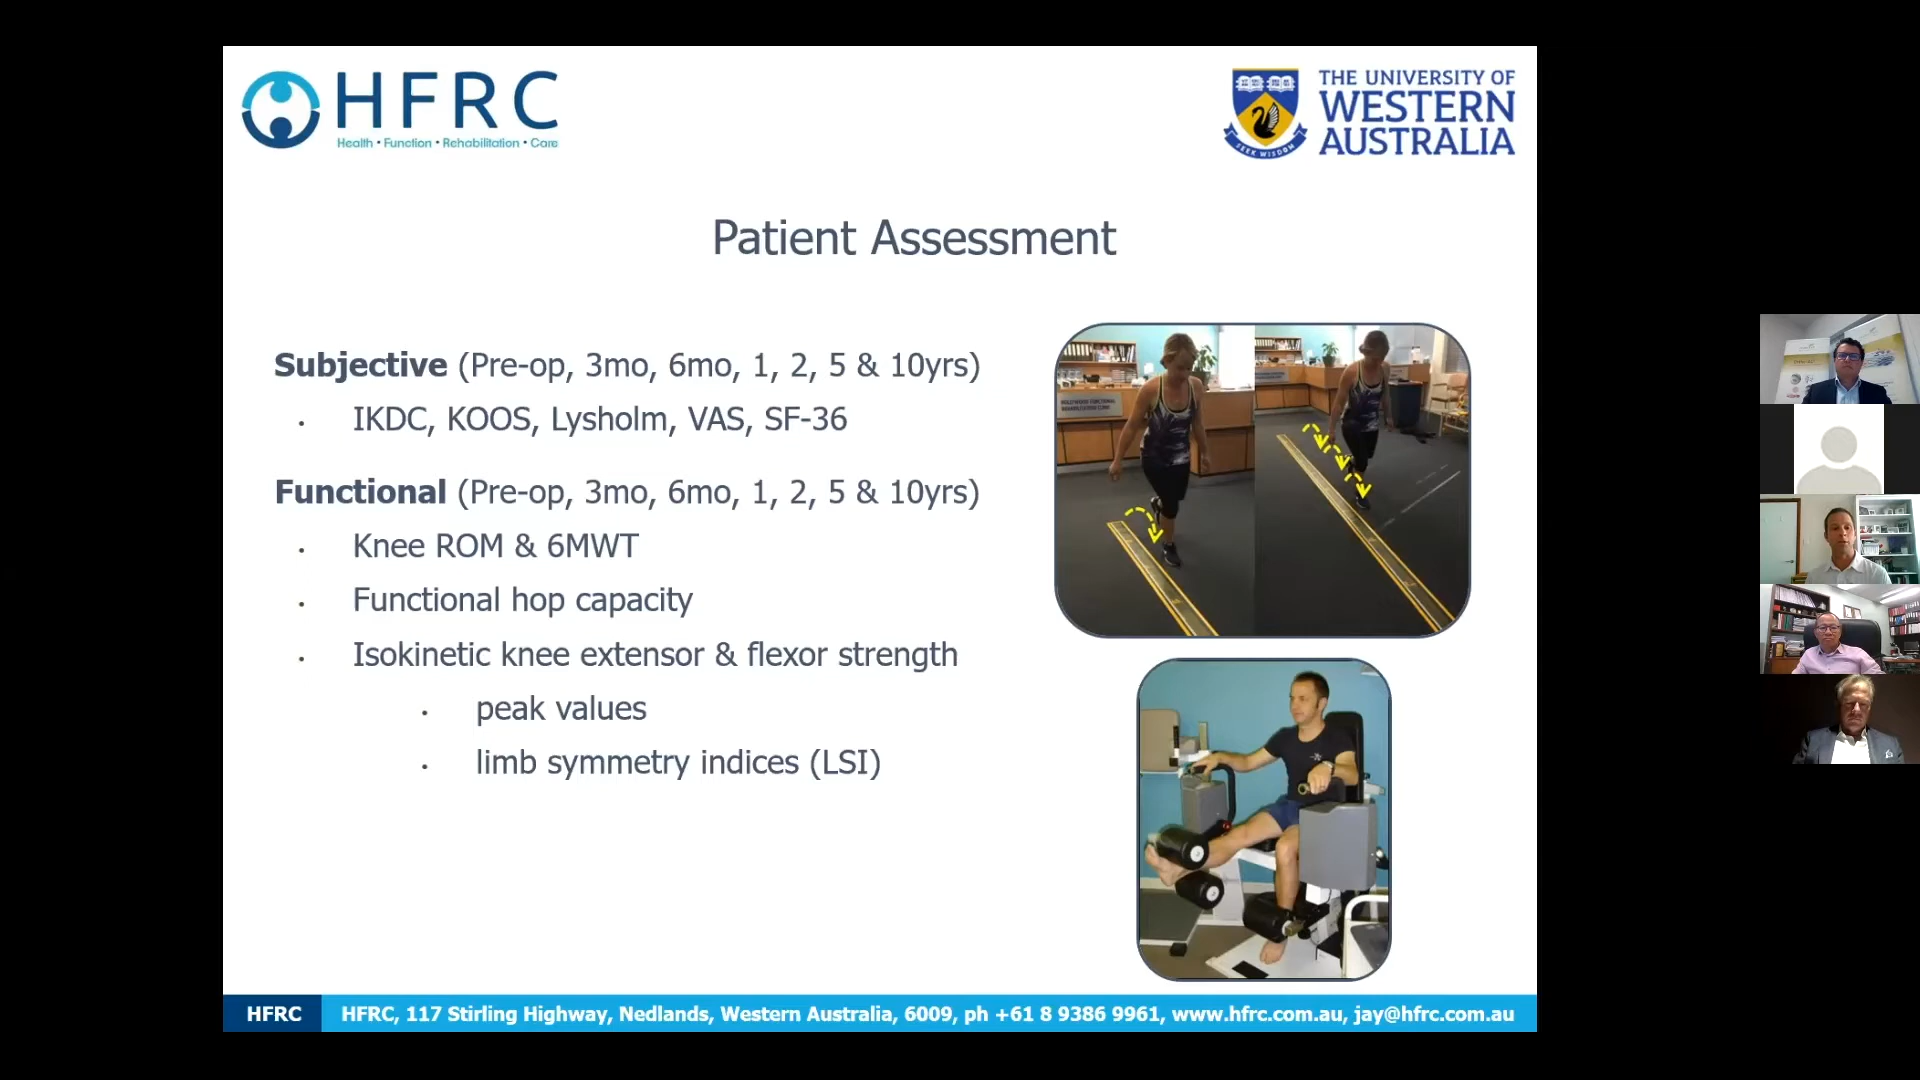 HFRC
Health • Function • Rehabilitation • Care
THE UNIVERSITY OF
WESTERN
AUSTRALIA
SEEK WISDOM
Patient Assessment
Subjective (Pre-op, 3mo, 6mo, 1, 2, 5 & 10yrs)
• IKDC, KOOS, Lysholm, VAS, SF-36
Functional (Pre-op, 3mo, 6mo, 1, 2, 5 & 10yrs)
• Knee ROM & 6MWT
• Functional hop capacity
• Isokinetic knee extensor & flexor strength
• peak values
• limb symmetry indices (LSI)
HFRC
HFRC, 117 Stirling Highway, Nedlands, Western Australia, 6009, ph +61 8 9386 9961, www.hfrc.com.au, jay@hfrc.com.au